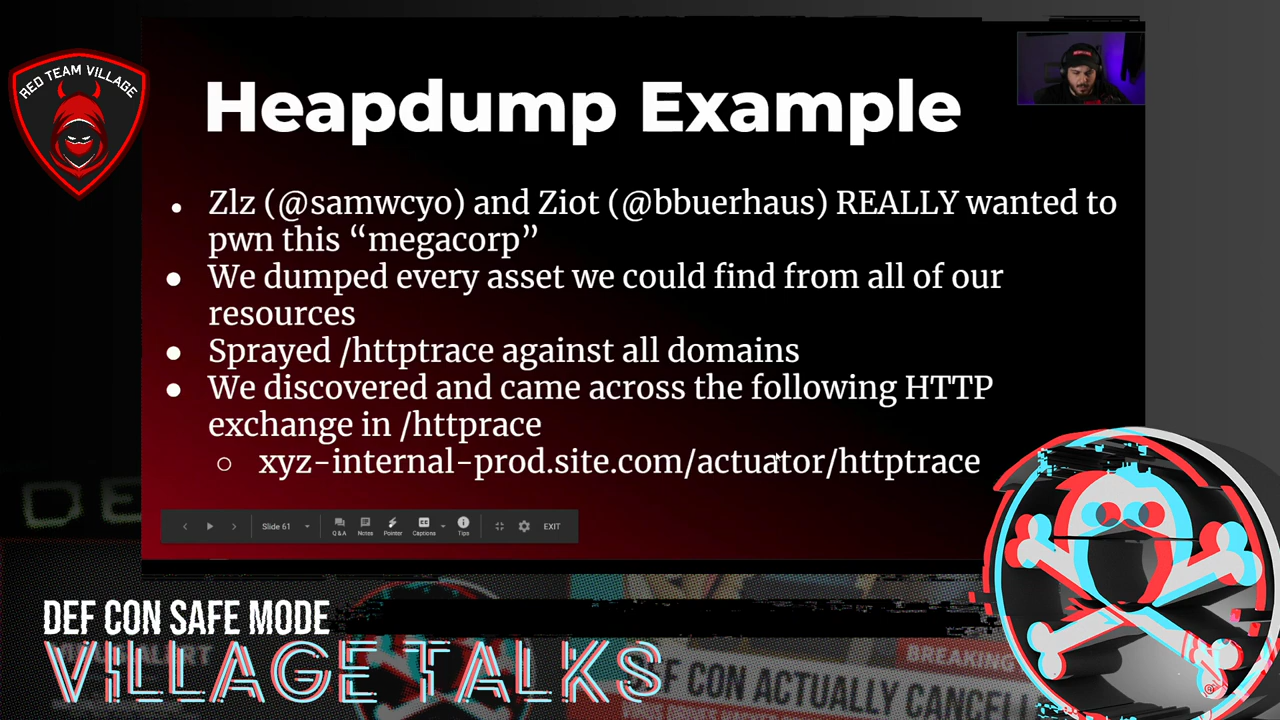 RED TEAM VILLAGE
Heapdump Example
• Zlz (@samwcyo) and Ziot (@bbuerhaus) REALLY wanted to
pwn this “megacorp”
• We dumped every asset we could find from all of our
resources
• Sprayed /httptrace against all domains
• We discovered and came across the following HTTP
exchange in /httprace
○ xyz-internal-prod.site.com/actuator/httptrace
Slide 61
Q&A
Notes
Pointer
Captions
Tips
EXIT
DEF CON SAFE MODE
VILLAGE TALKS
BREAKING
DEF CON ACTUALLY CANCELL